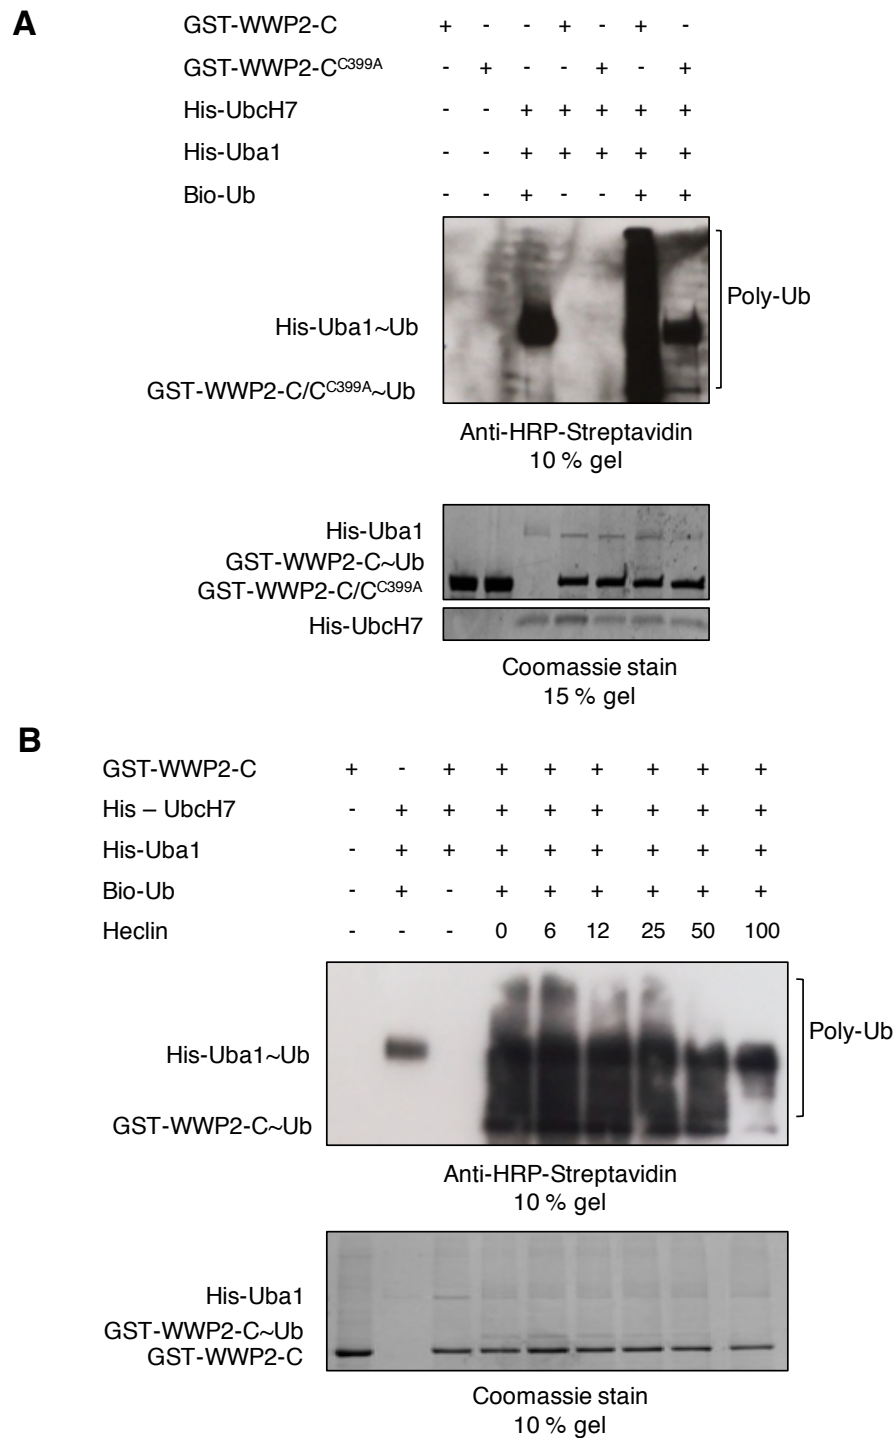 A
GST-WWP2-C + - - + - + -
GST-WWP2-C^C399A - + - - + - +
His-UbcH7 - - + + + + +
His-Uba1 - - + + + + +
Bio-Ub - - + - - + +
Poly-Ub
His-Uba1~Ub
GST-WWP2-C/C^C399A~Ub
Anti-HRP-Streptavidin
10 % gel
His-Uba1
GST-WWP2-C~Ub
GST-WWP2-C/C^C399A
His-UbcH7
Coomassie stain
15 % gel
B
GST-WWP2-C + - + + + + + + +
His – UbcH7 - + + + + + + + +
His-Uba1 - + + + + + + + +
Bio-Ub - + - + + + + + +
Heclin - - - 0 6 12 25 50 100
Poly-Ub
His-Uba1~Ub
GST-WWP2-C~Ub
Anti-HRP-Streptavidin
10 % gel
His-Uba1
GST-WWP2-C~Ub
GST-WWP2-C
Coomassie stain
10 % gel